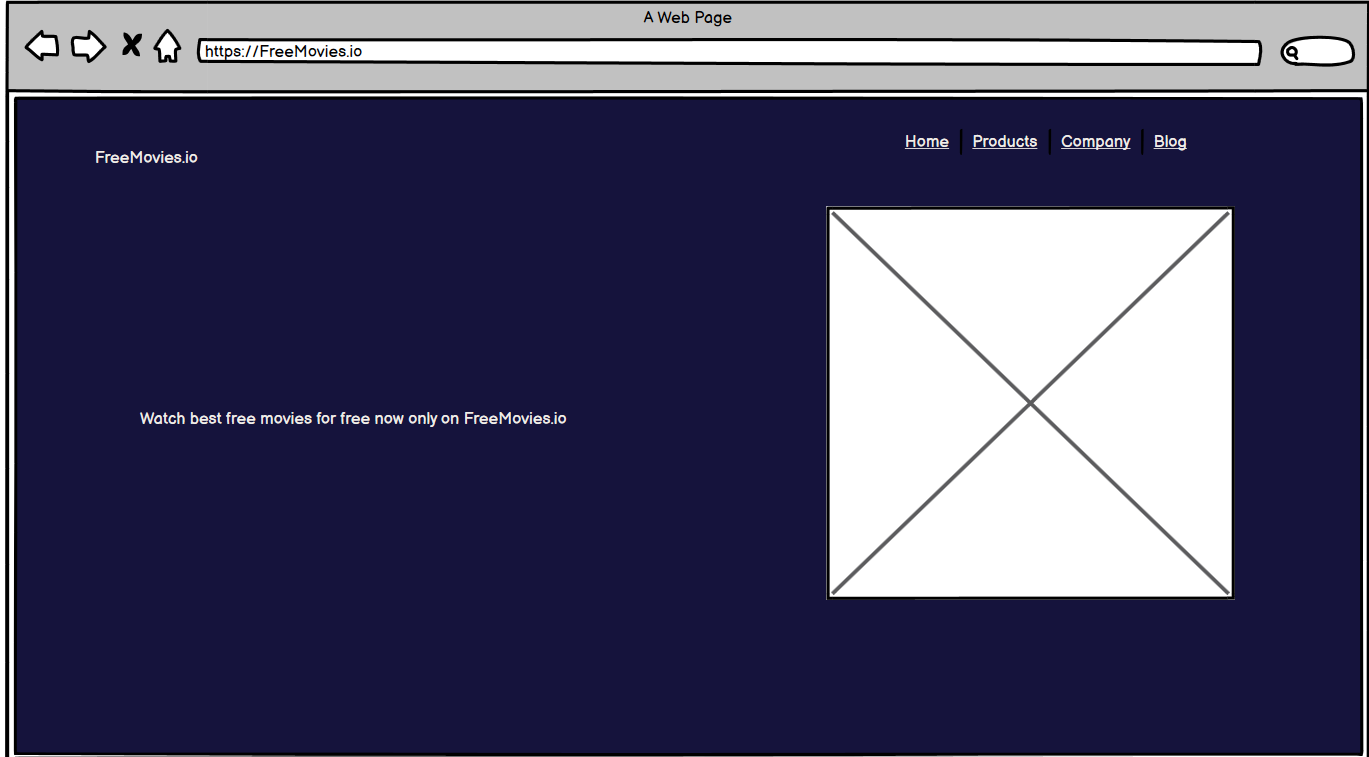 A Web Page
https://FreeMovies.io
Home Products Company Blog
FreeMovies.io
Watch best free movies for free now only on FreeMovies.io